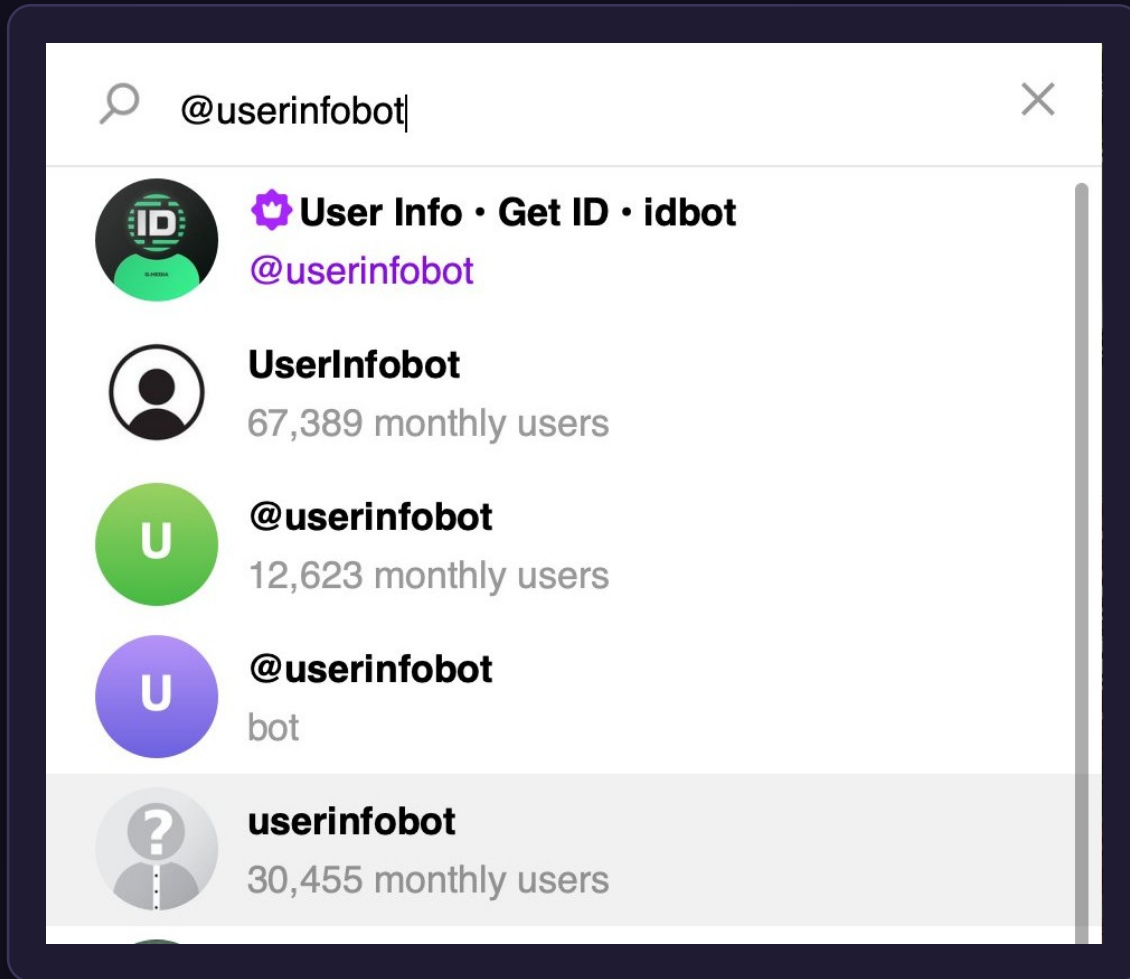 @userinfobot
ID
User Info • Get ID • idbot
@userinfobot
UserInfobot
67,389 monthly users
U
@userinfobot
12,623 monthly users
U
@userinfobot
bot
?
userinfobot
30,455 monthly users